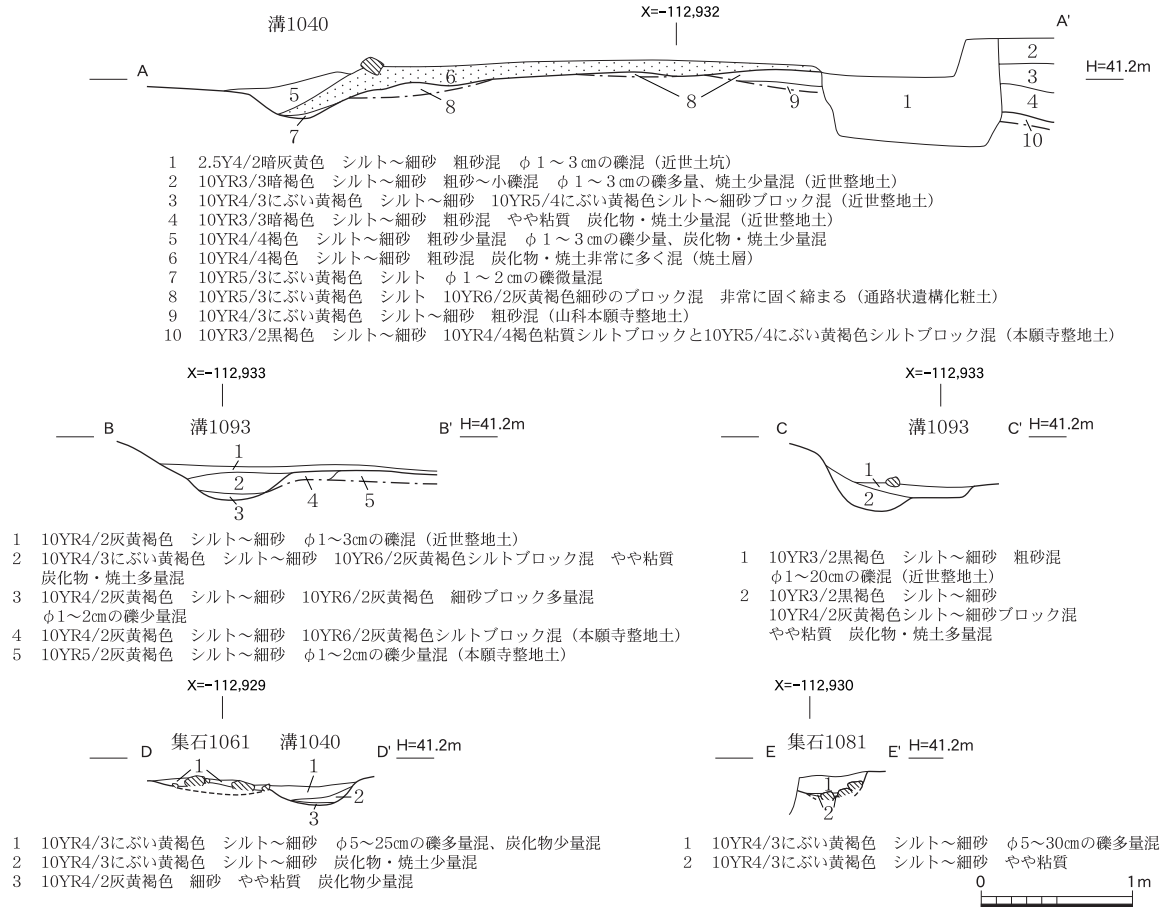 X=-112,932
溝1040
A
A'
H=41.2m
5
6
7
8
8
9
1
2
3
4
10
1 2.5Y4/2暗灰黄色 シルト～細砂 粗砂混 φ1～3㎝の礫混（近世土坑）
2 10YR3/3暗褐色 シルト～細砂 粗砂～小礫混 φ1～3㎝の礫多量、焼土少量混（近世整地土）
3 10YR4/3にぶい黄褐色 シルト～細砂 10YR5/4にぶい黄褐色シルト～細砂ブロック混（近世整地土）
4 10YR3/3暗褐色 シルト～細砂 粗砂混 やや粘質 炭化物・焼土少量混（近世整地土）
5 10YR4/4褐色 シルト～細砂 粗砂少量混 φ1～3㎝の礫少量、炭化物・焼土少量混
6 10YR4/4褐色 シルト～細砂 粗砂混 炭化物・焼土非常に多く混（焼土層）
7 10YR5/3にぶい黄褐色 シルト φ1～2㎝の礫微量混
8 10YR5/3にぶい黄褐色 シルト 10YR6/2灰黄褐色細砂のブロック混 非常に固く締まる（通路状遺構化粧土）
9 10YR4/3にぶい黄褐色 シルト～細砂 粗砂混（山科本願寺整地土）
10 10YR3/2黒褐色 シルト～細砂 10YR4/4褐色粘質シルトブロックと10YR5/4にぶい黄褐色シルトブロック混（本願寺整地土）
X=-112,933
B
溝1093
B'
H=41.2m
1
2
3
4
5
1 10YR4/2灰黄褐色 シルト～細砂 φ1～3㎝の礫混（近世整地土）
2 10YR4/3にぶい黄褐色 シルト～細砂 10YR6/2灰黄褐色シルトブロック混 やや粘質
炭化物・焼土多量混
3 10YR4/2灰黄褐色 シルト～細砂 10YR6/2灰黄褐色 細砂ブロック多量混
φ1～2㎝の礫少量混
4 10YR4/2灰黄褐色 シルト～細砂 10YR6/2灰黄褐色シルトブロック混（本願寺整地土）
5 10YR5/2灰黄褐色 シルト～細砂 φ1～2㎝の礫少量混（本願寺整地土）
X=-112,933
C
溝1093
C'
H=41.2m
1
2
1 10YR3/2黒褐色 シルト～細砂 粗砂混
φ1～20㎝の礫混（近世整地土）
2 10YR3/2黒褐色 シルト～細砂
10YR4/2灰黄褐色シルト～細砂ブロック混
やや粘質 炭化物・焼土多量混
X=-112,929
D
集石1061
溝1040
D'
H=41.2m
1
1
2
3
1 10YR4/3にぶい黄褐色 シルト～細砂 φ5～25㎝の礫多量混、炭化物少量混
2 10YR4/3にぶい黄褐色 シルト～細砂 炭化物・焼土少量混
3 10YR4/2灰黄褐色 細砂 やや粘質 炭化物少量混
X=-112,930
E
集石1081
E'
H=41.2m
1
2
1 10YR4/3にぶい黄褐色 シルト～細砂 φ5～30㎝の礫多量混
2 10YR4/3にぶい黄褐色 シルト～細砂 やや粘質
0
1m